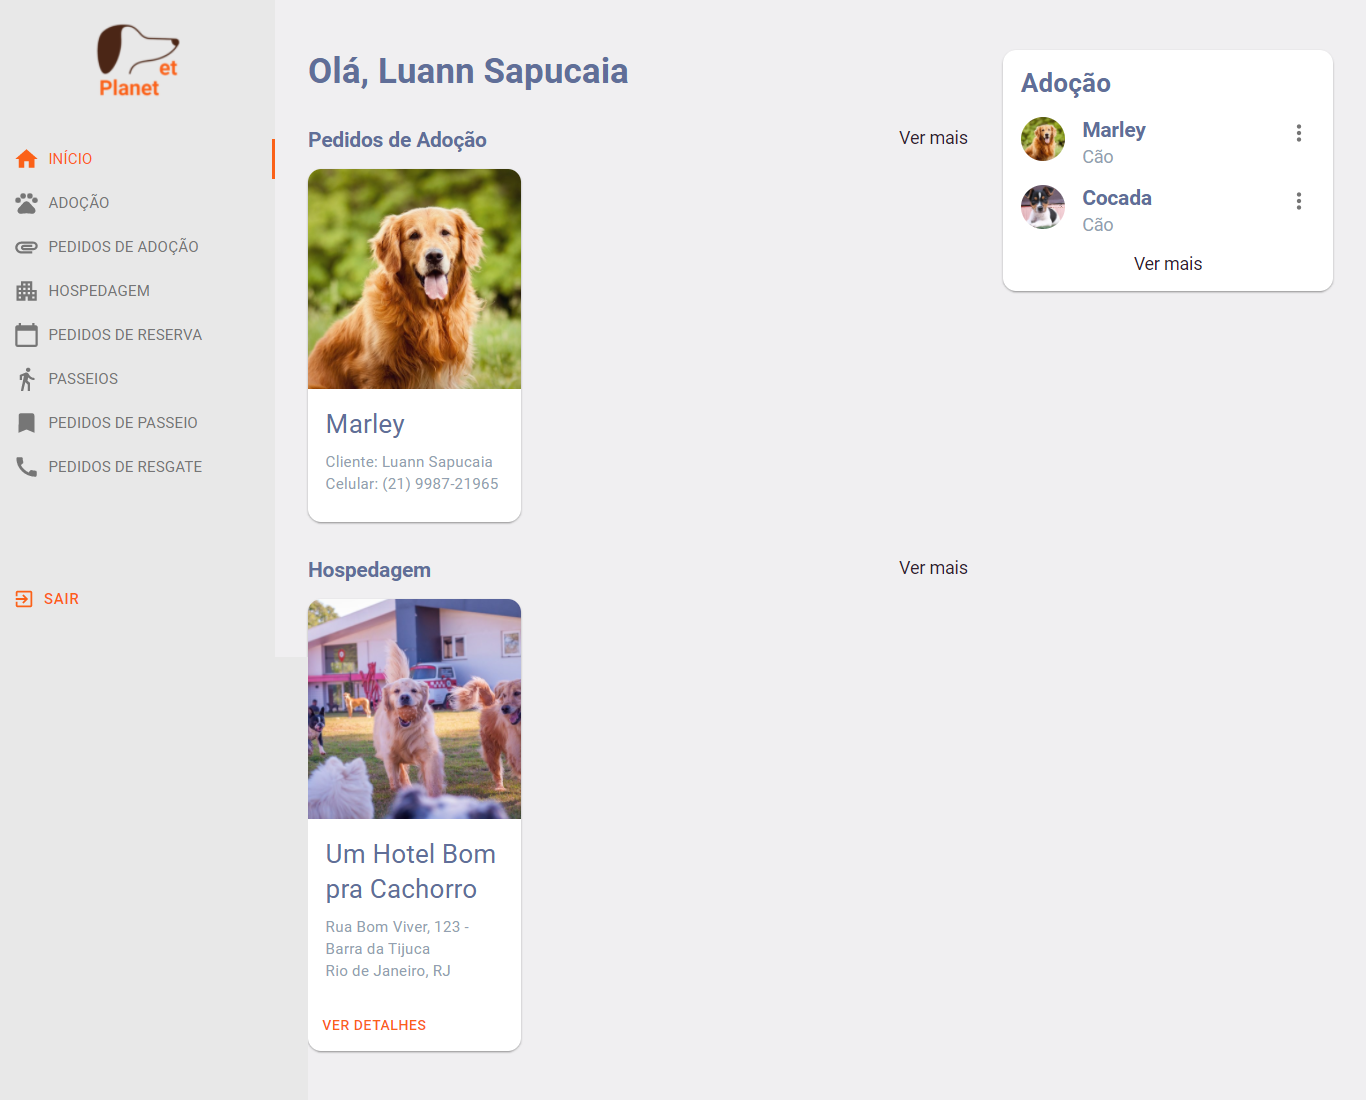 Planet
et
INÍCIO
ADOÇÃO
PEDIDOS DE ADOÇÃO
HOSPEDAGEM
PEDIDOS DE RESERVA
PASSEIOS
PEDIDOS DE PASSEIO
PEDIDOS DE RESGATE
SAIR
Olá, Luann Sapucaia
Pedidos de Adoção
Ver mais
Marley
Cliente: Luann Sapucaia
Celular: (21) 9987-21965
Hospedagem
Ver mais
Um Hotel Bom
pra Cachorro
Rua Bom Viver, 123 -
Barra da Tijuca
Rio de Janeiro, RJ
VER DETALHES
Adoção
Marley
Cão
Cocada
Cão
Ver mais